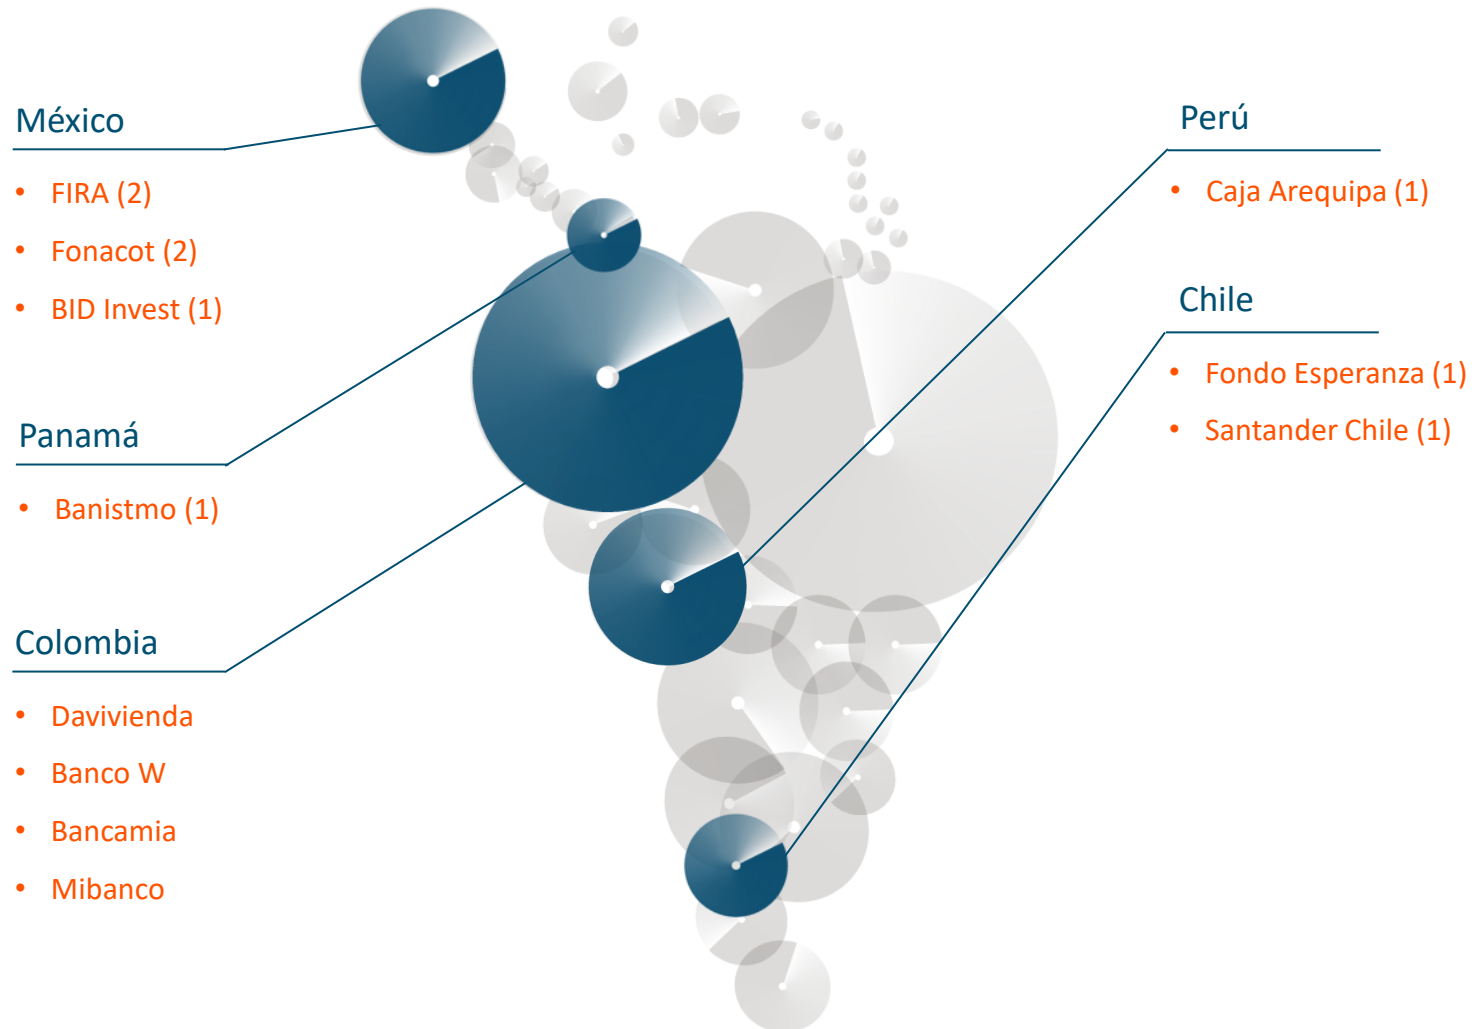 México
• FIRA (2)
• Fonacot (2)
• BID Invest (1)
Panamá
• Banistmo (1)
Colombia
• Davivienda
• Banco W
• Bancamia
• Mibanco
Perú
• Caja Arequipa (1)
Chile
• Fondo Esperanza (1)
• Santander Chile (1)